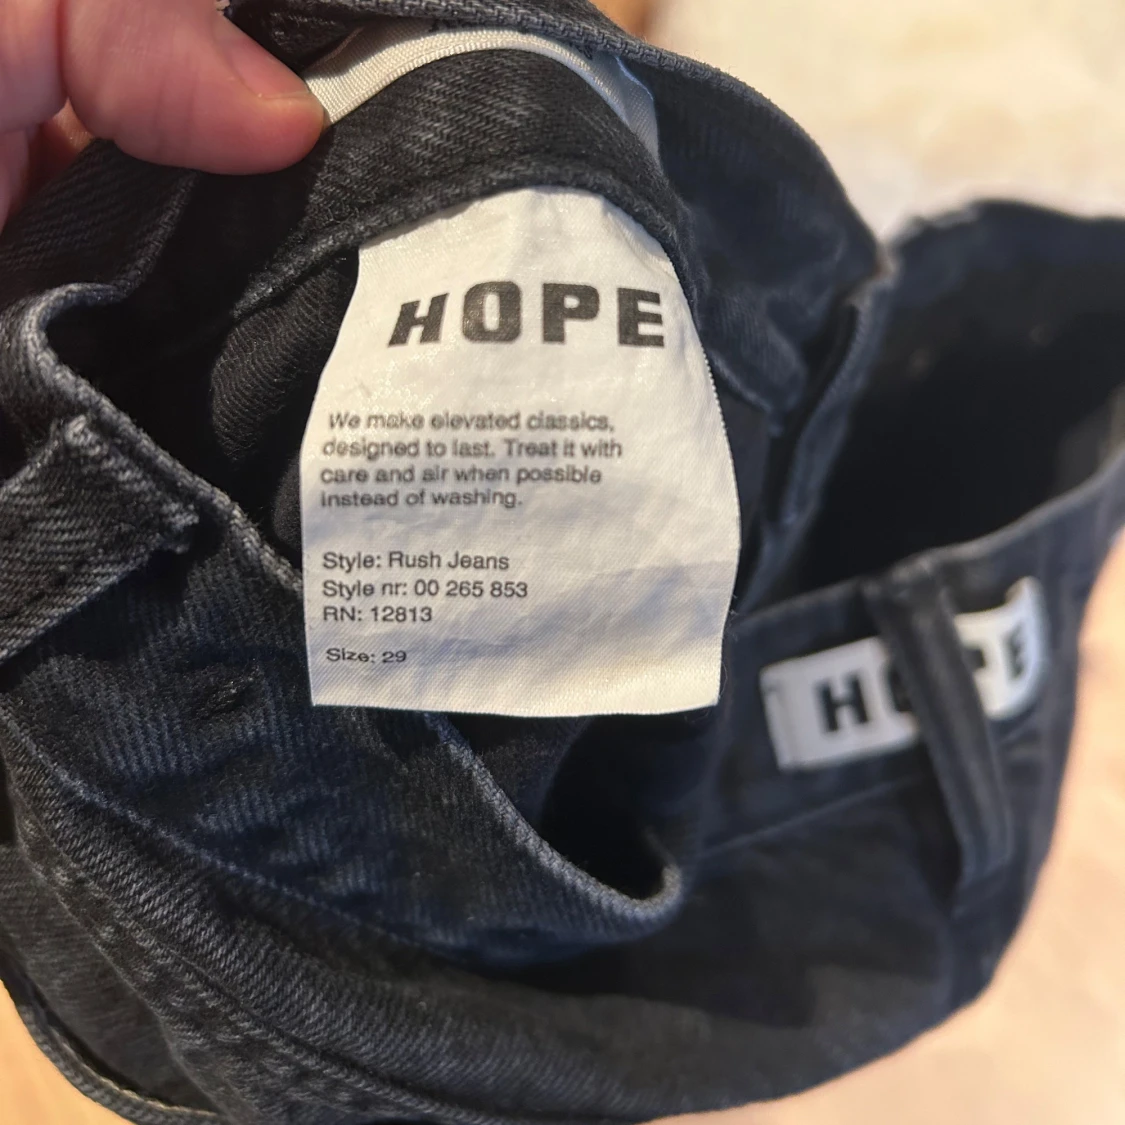 HOPE
We make elevated classics,
designed to last. Treat it with
care and air when possible
instead of washing.
Style: Rush Jeans
Style nr: 00 265 853
RN: 12813
Size: 29
HOPE